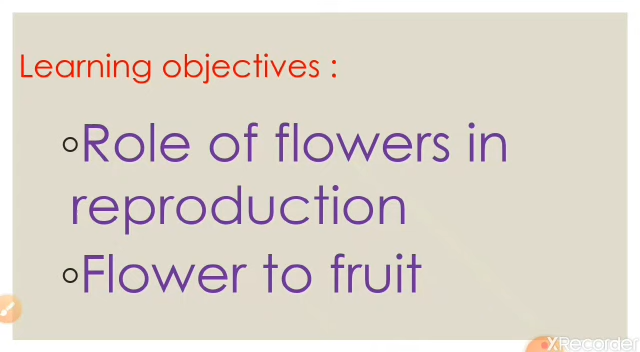 Learning objectives :
Role of flowers in
reproduction
Flower to fruit
XRecorder